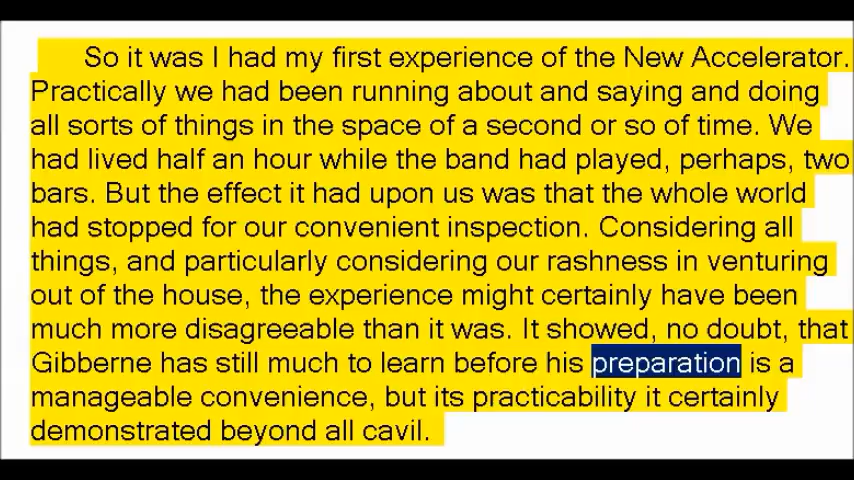 So it was I had my first experience of the New Accelerator.
Practically we had been running about and saying and doing
all sorts of things in the space of a second or so of time. We
had lived half an hour while the band had played, perhaps, two
bars. But the effect it had upon us was that the whole world
had stopped for our convenient inspection. Considering all
things, and particularly considering our rashness in venturing
out of the house, the experience might certainly have been
much more disagreeable than it was. It showed, no doubt, that
Gibberne has still much to learn before his preparation is a
manageable convenience, but its practicability it certainly
demonstrated beyond all cavil.